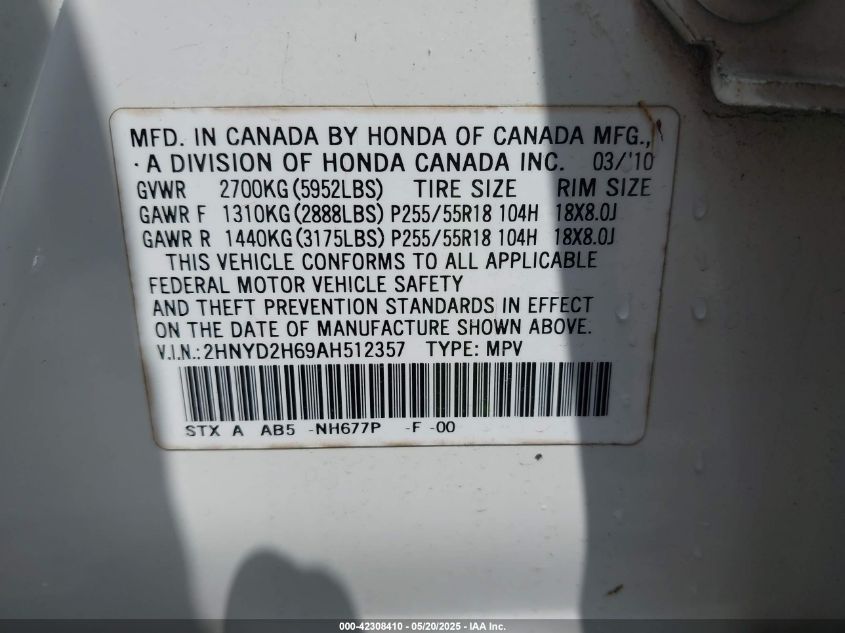 MFD. IN CANADA BY HONDA OF CANADA MFG.,
· A DIVISION OF HONDA CANADA INC. 03/'10
GVWR 2700KG(5952LBS) TIRE SIZE RIM SIZE
GAWR F 1310KG(2888LBS) P255/55R18 104H 18X8.0J
GAWR R 1440KG(3175LBS) P255/55R18 104H 18X8.0J
THIS VEHICLE CONFORMS TO ALL APPLICABLE
FEDERAL MOTOR VEHICLE SAFETY
AND THEFT PREVENTION STANDARDS IN EFFECT
ON THE DATE OF MANUFACTURE SHOWN ABOVE.
V.I.N.: 2HNYD2H69AH512357 TYPE: MPV
STX A AB5 -NH677P -F -00
000-42308410 - 05/20/2025 - IAA Inc.